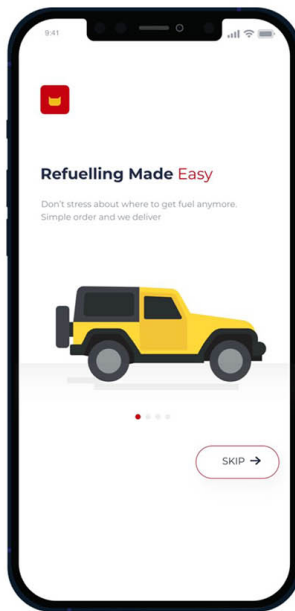 9:41
Refuelling Made Easy
Don't stress about where to get fuel anymore.
Simple order and we deliver
SKIP